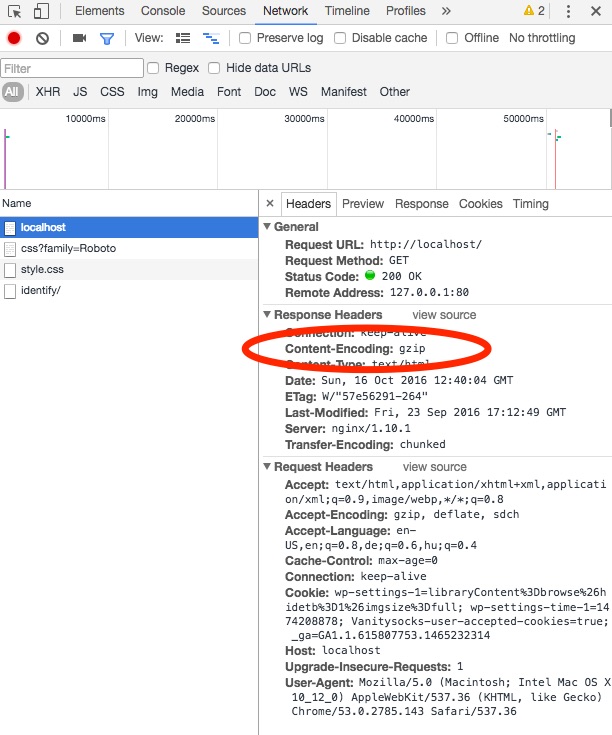 Elements Console Sources Network Timeline Profiles » 2
View: Preserve log Disable cache Offline No throttling
Filter Regex Hide data URLs
All XHR JS CSS Img Media Font Doc WS Manifest Other
10000ms 20000ms 30000ms 40000ms 50000ms
Name
localhost
css?family=Roboto
style.css
identify/
× Headers Preview Response Cookies Timing
General
Request URL: http://localhost/
Request Method: GET
Status Code: 200 OK
Remote Address: 127.0.0.1:80
Response Headers view source
Connection: keep-alive
Content-Encoding: gzip
Content-Type: text/html
Date: Sun, 16 Oct 2016 12:40:04 GMT
ETag: W/"57e56291-264"
Last-Modified: Fri, 23 Sep 2016 17:12:49 GMT
Server: nginx/1.10.1
Transfer-Encoding: chunked
Request Headers view source
Accept: text/html,application/xhtml+xml,applicati
on/xml;q=0.9,image/webp,*/*;q=0.8
Accept-Encoding: gzip, deflate, sdch
Accept-Language: en-
US,en;q=0.8,de;q=0.6,hu;q=0.4
Cache-Control: max-age=0
Connection: keep-alive
Cookie: wp-settings-1=libraryContent%3Dbrowse%26h
idetb%3D1%26imgsize%3Dfull; wp-settings-time-1=14
74208878; Vanitysocks-user-accepted-cookies=true;
_ga=GA1.1.615807753.1465232314
Host: localhost
Upgrade-Insecure-Requests: 1
User-Agent: Mozilla/5.0 (Macintosh; Intel Mac OS X
10_12_0) AppleWebKit/537.36 (KHTML, like Gecko)
Chrome/53.0.2785.143 Safari/537.36